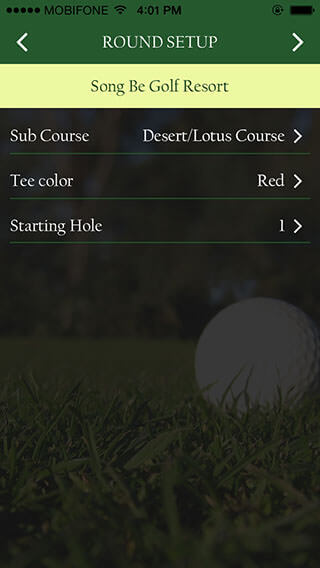 MOBIFONE 4:01 PM
ROUND SETUP
Song Be Golf Resort
Sub Course Desert/Lotus Course
Tee color Red
Starting Hole 1